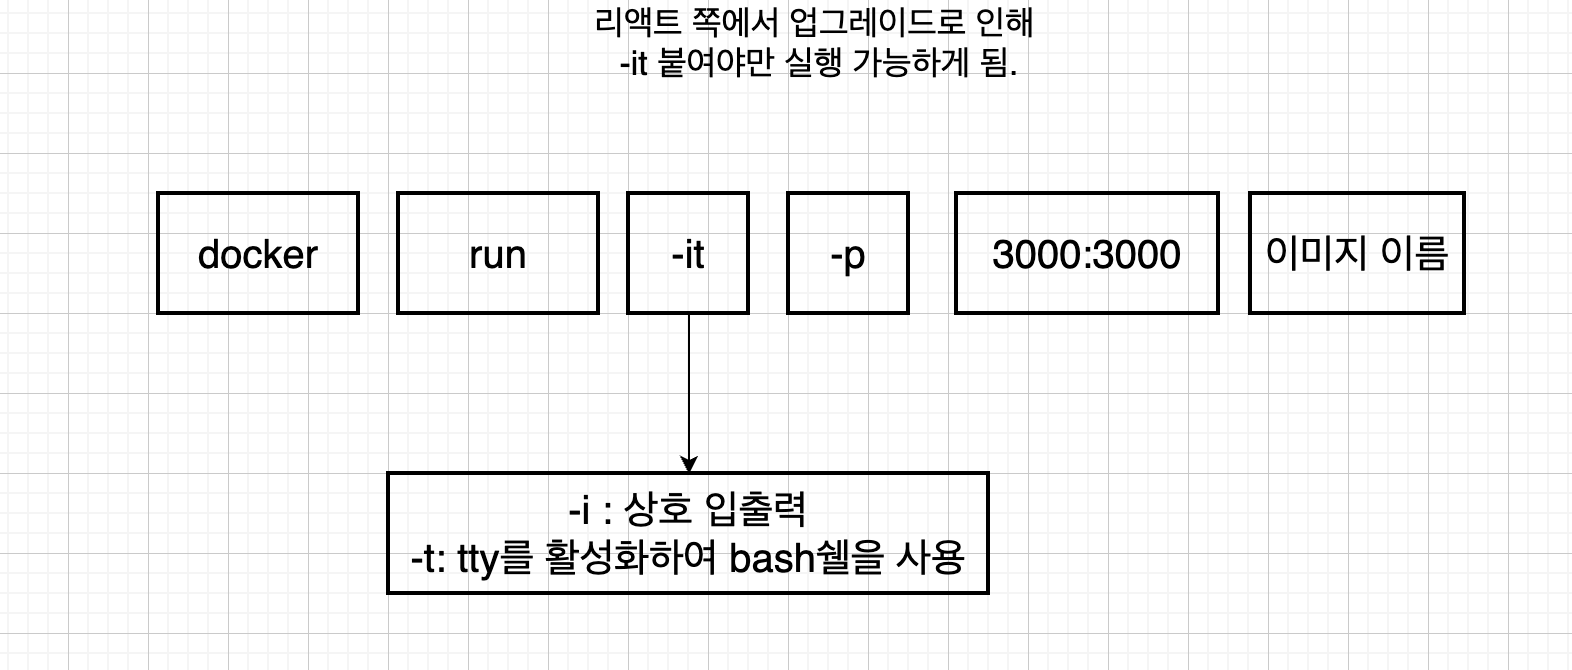 리액트 쪽에서 업그레이드로 인해
-it 붙여야만 실행 가능하게 됨.
docker
run
-it
-p
3000:3000
이미지 이름
-i : 상호 입출력
-t: tty를 활성화하여 bash쉘을 사용